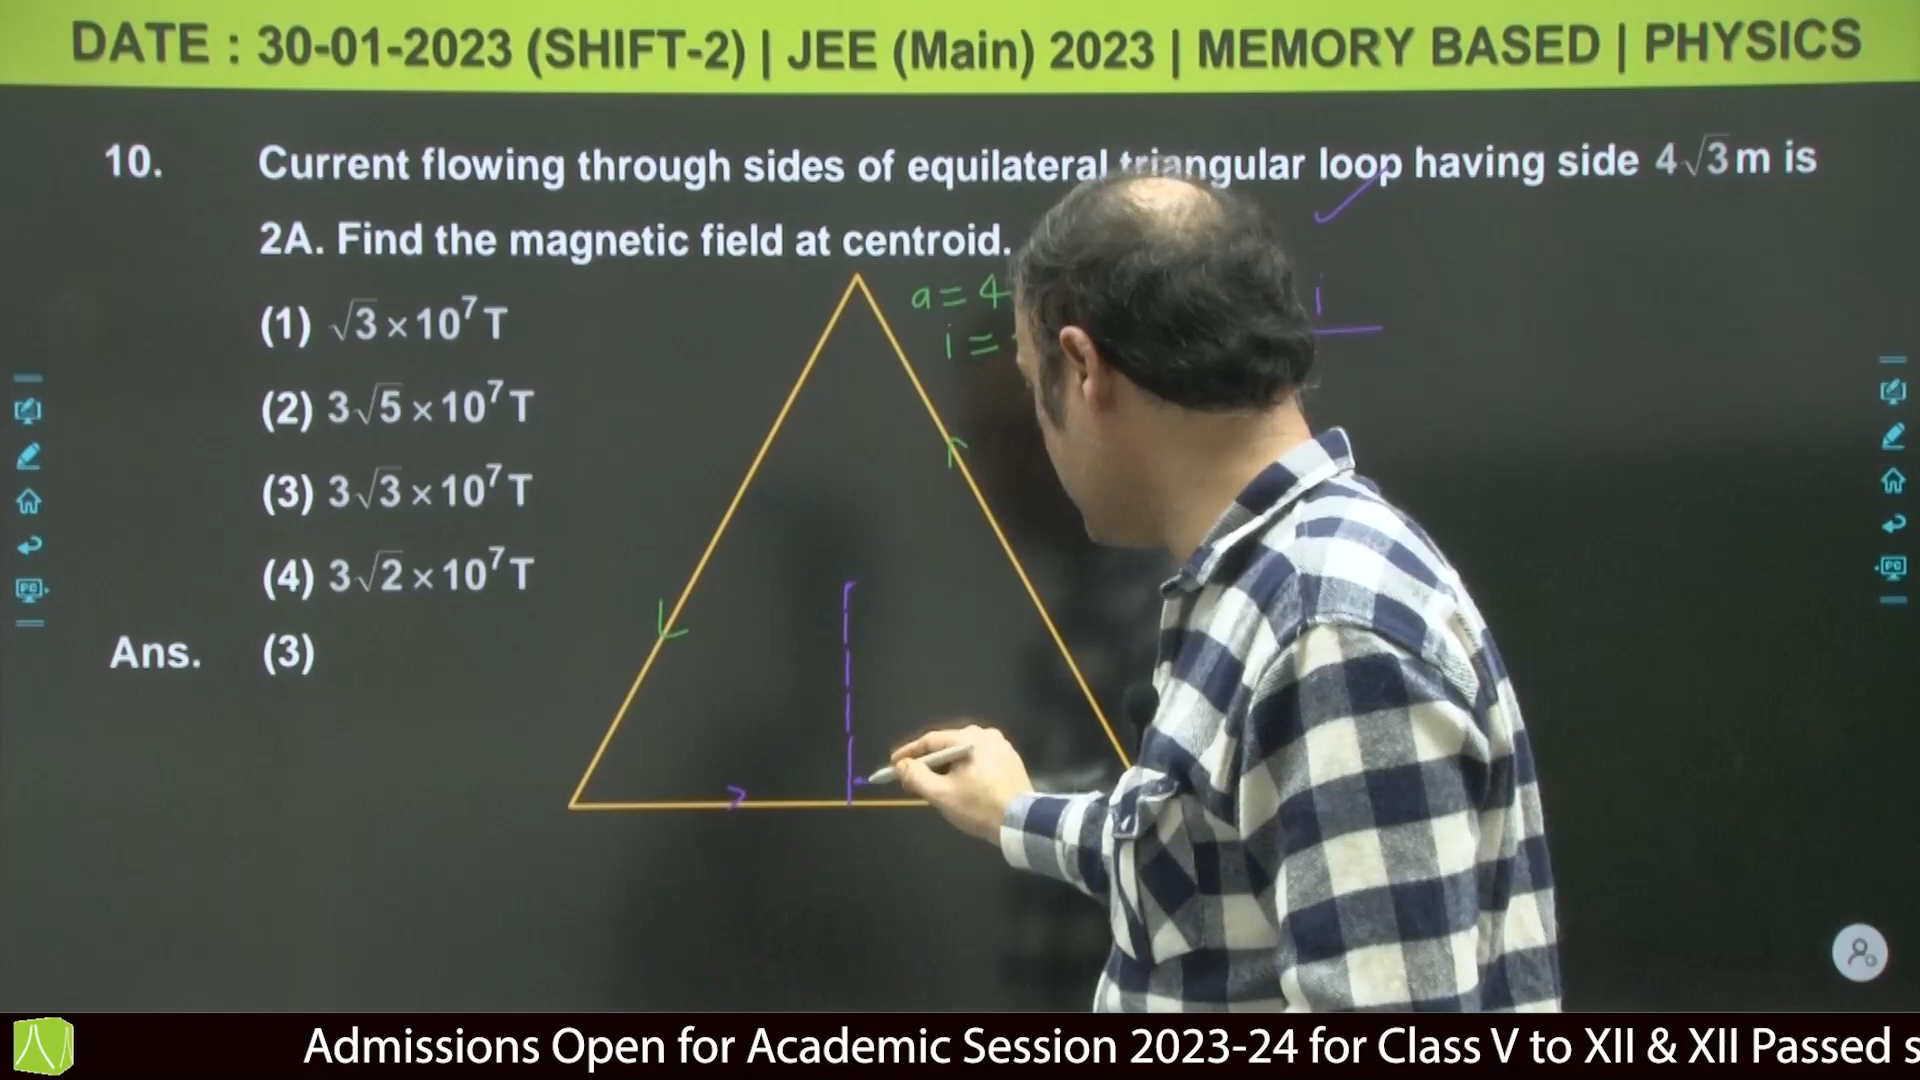 DATE : 30-01-2023 (SHIFT-2) | JEE (Main) 2023 | MEMORY BASED | PHYSICS
10. Current flowing through sides of equilateral triangular loop having side 4√3 m is
2A. Find the magnetic field at centroid.
a = 4
(1) √3 × 10⁷ T
i
i =
(2) 3√5 × 10⁷ T
(3) 3√3 × 10⁷ T
(4) 3√2 × 10⁷ T
Ans. (3)
Admissions Open for Academic Session 2023-24 for Class V to XII & XII Passed s